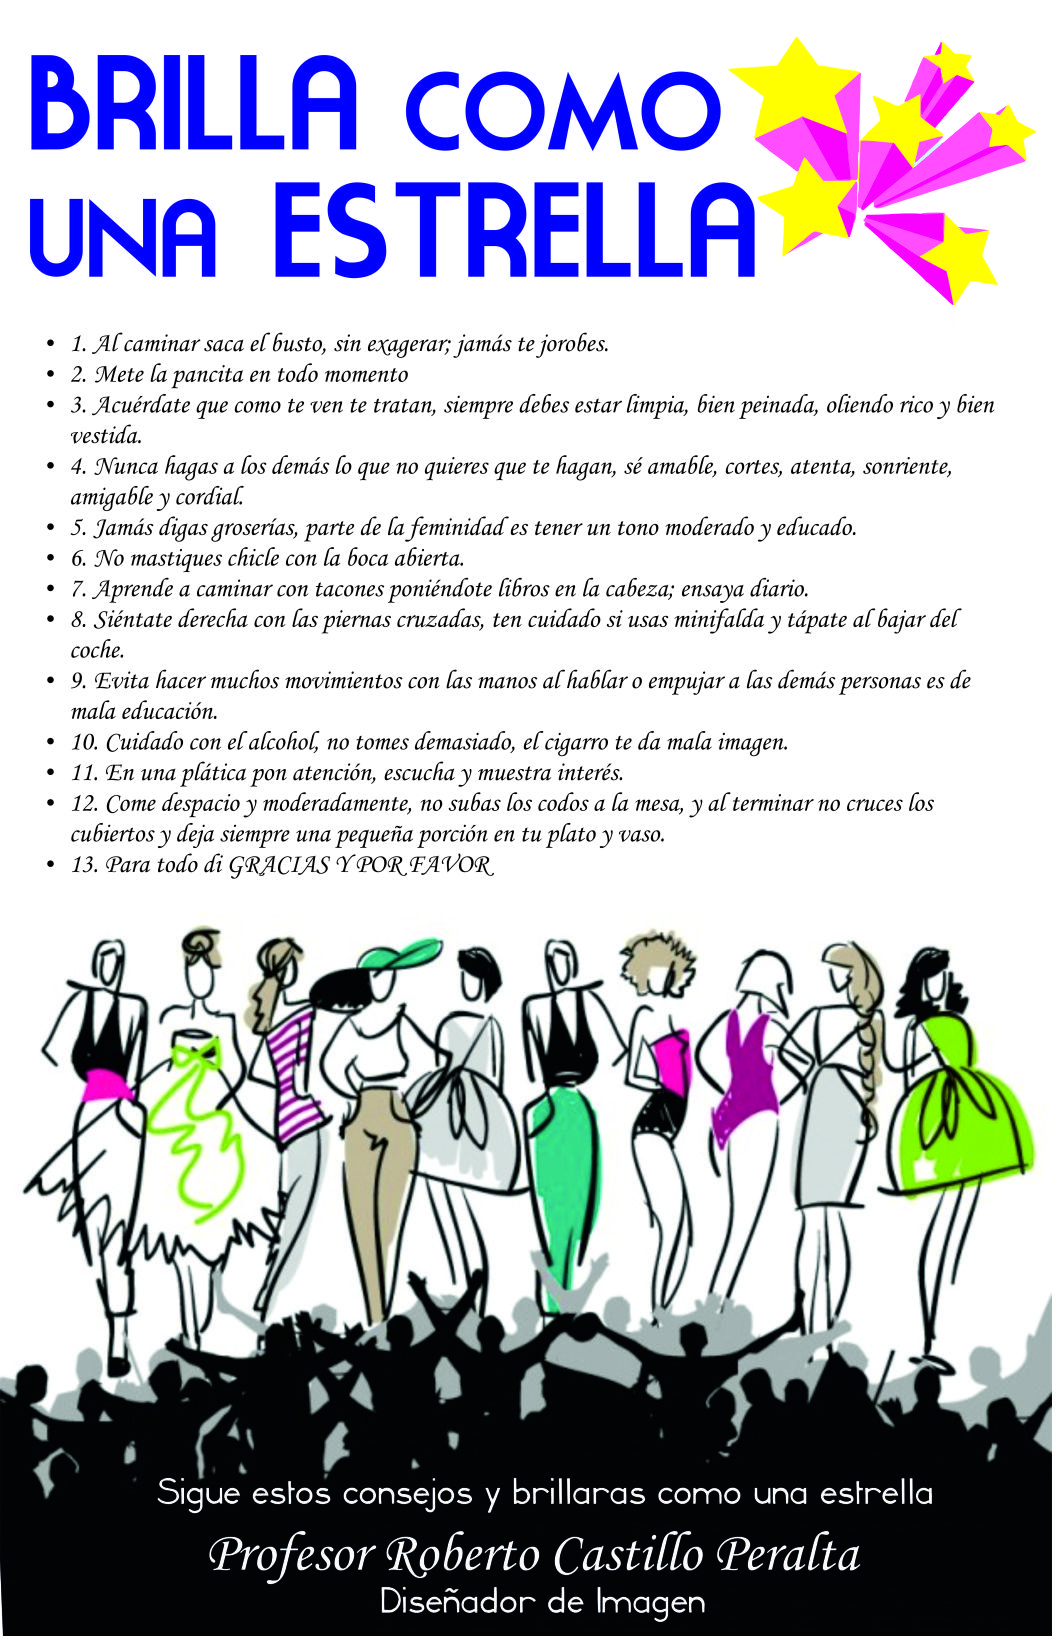 BRILLA COMO
UNA ESTRELLA
• 1. Al caminar saca el busto, sin exagerar; jamás te jorobes.
• 2. Mete la pancita en todo momento
• 3. Acuérdate que como te ven te tratan, siempre debes estar limpia, bien peinada, oliendo rico y bien
vestida.
• 4. Nunca hagas a los demás lo que no quieres que te hagan, sé amable, cortes, atenta, sonriente,
amigable y cordial.
• 5. Jamás digas groserías, parte de la feminidad es tener un tono moderado y educado.
• 6. No mastiques chicle con la boca abierta.
• 7. Aprende a caminar con tacones poniéndote libros en la cabeza; ensaya diario.
• 8. Siéntate derecha con las piernas cruzadas, ten cuidado si usas minifalda y tápate al bajar del
coche.
• 9. Evita hacer muchos movimientos con las manos al hablar o empujar a las demás personas es de
mala educación.
• 10. Cuidado con el alcohol, no tomes demasiado, el cigarro te da mala imagen.
• 11. En una plática pon atención, escucha y muestra interés.
• 12. Come despacio y moderadamente, no subas los codos a la mesa, y al terminar no cruces los
cubiertos y deja siempre una pequeña porción en tu plato y vaso.
• 13. Para todo di GRACIAS Y POR FAVOR
Sigue estos consejos y brillaras como una estrella
Profesor Roberto Castillo Peralta
Diseñador de Imagen